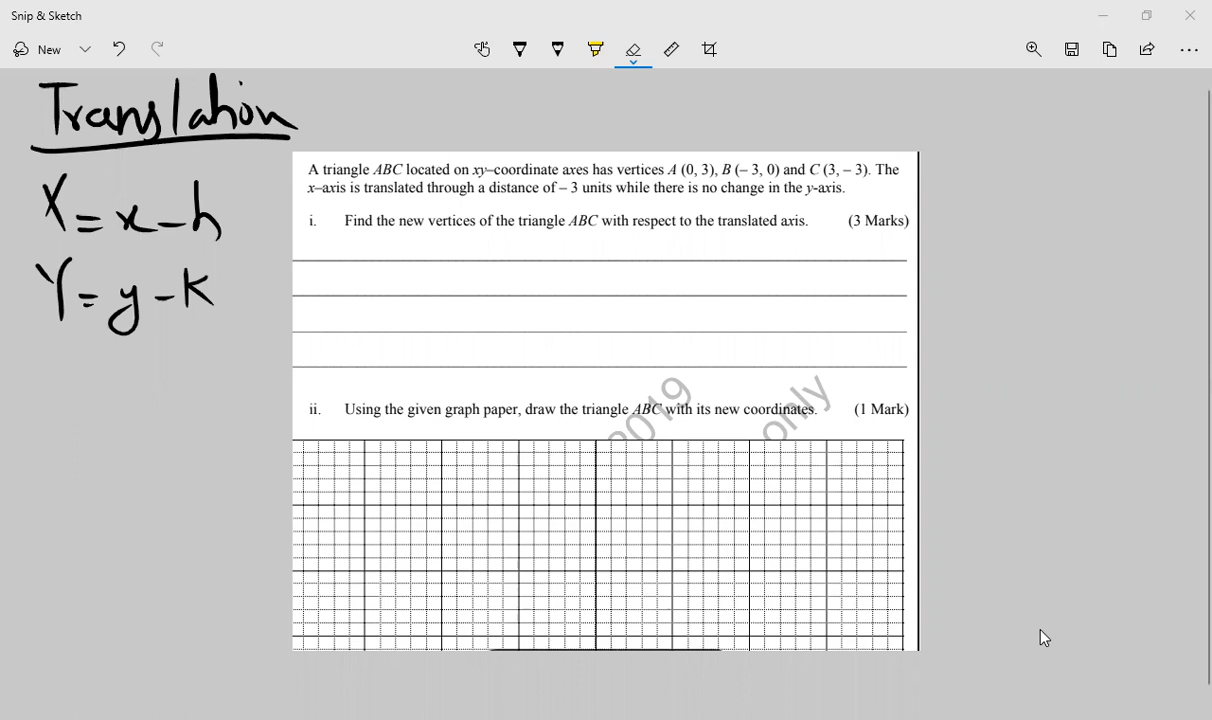 Snip & Sketch
New
Translation
X = x - h
Y = y - k
A triangle ABC located on xy–coordinate axes has vertices A (0, 3), B (– 3, 0) and C (3, – 3). The
x–axis is translated through a distance of – 3 units while there is no change in the y-axis.
i. Find the new vertices of the triangle ABC with respect to the translated axis. (3 Marks)
ii. Using the given graph paper, draw the triangle ABC with its new coordinates. (1 Mark)
2019
only